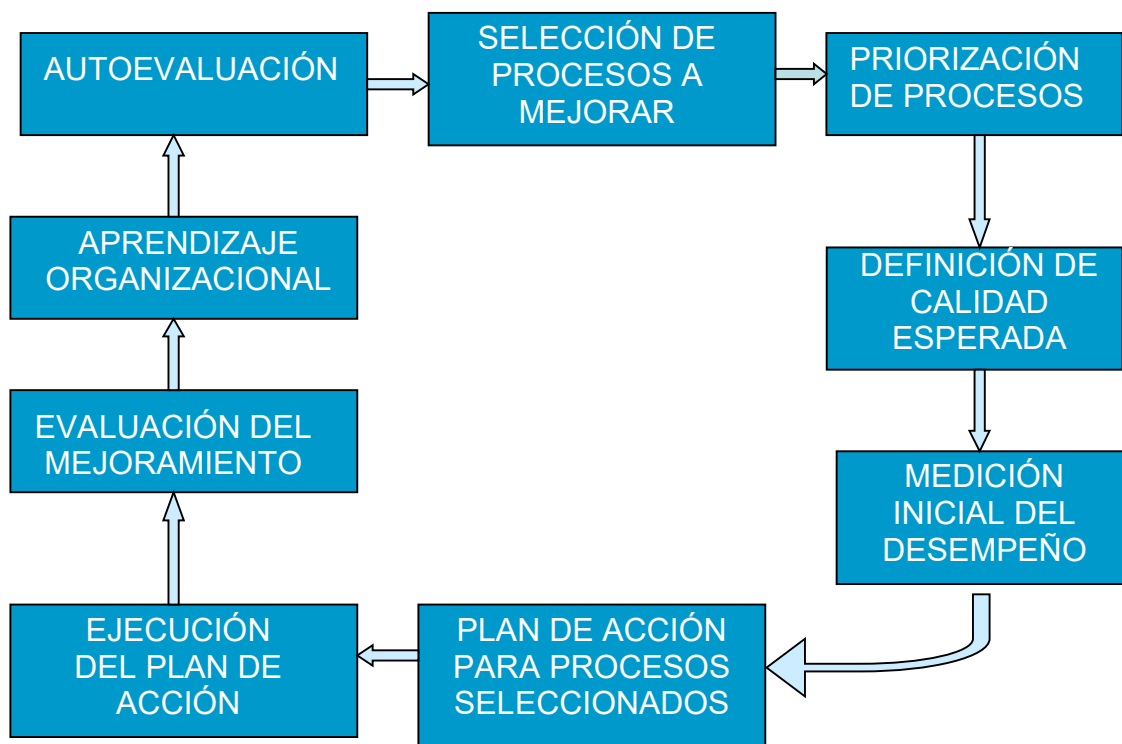 AUTOEVALUACIÓN
SELECCIÓN DE
PROCESOS A
MEJORAR
PRIORIZACIÓN
DE PROCESOS
DEFINICIÓN DE
CALIDAD
ESPERADA
MEDICIÓN
INICIAL DEL
DESEMPEÑO
PLAN DE ACCIÓN
PARA PROCESOS
SELECCIONADOS
EJECUCIÓN
DEL PLAN DE
ACCIÓN
EVALUACIÓN DEL
MEJORAMIENTO
APRENDIZAJE
ORGANIZACIONAL